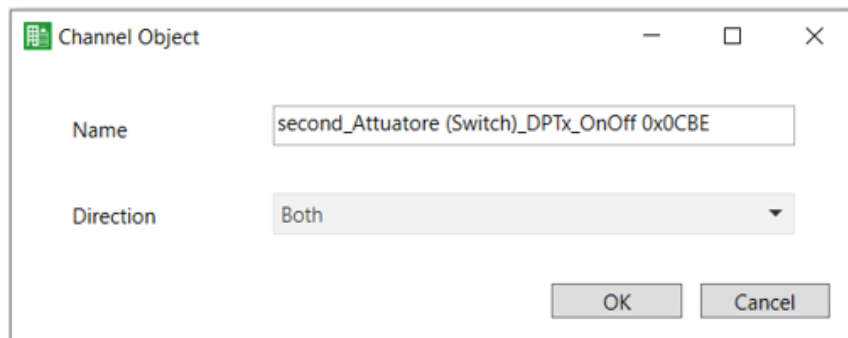 Channel Object
Name
second_Attuatore (Switch)_DPTx_OnOff 0x0CBE
Direction
Both
OK
Cancel